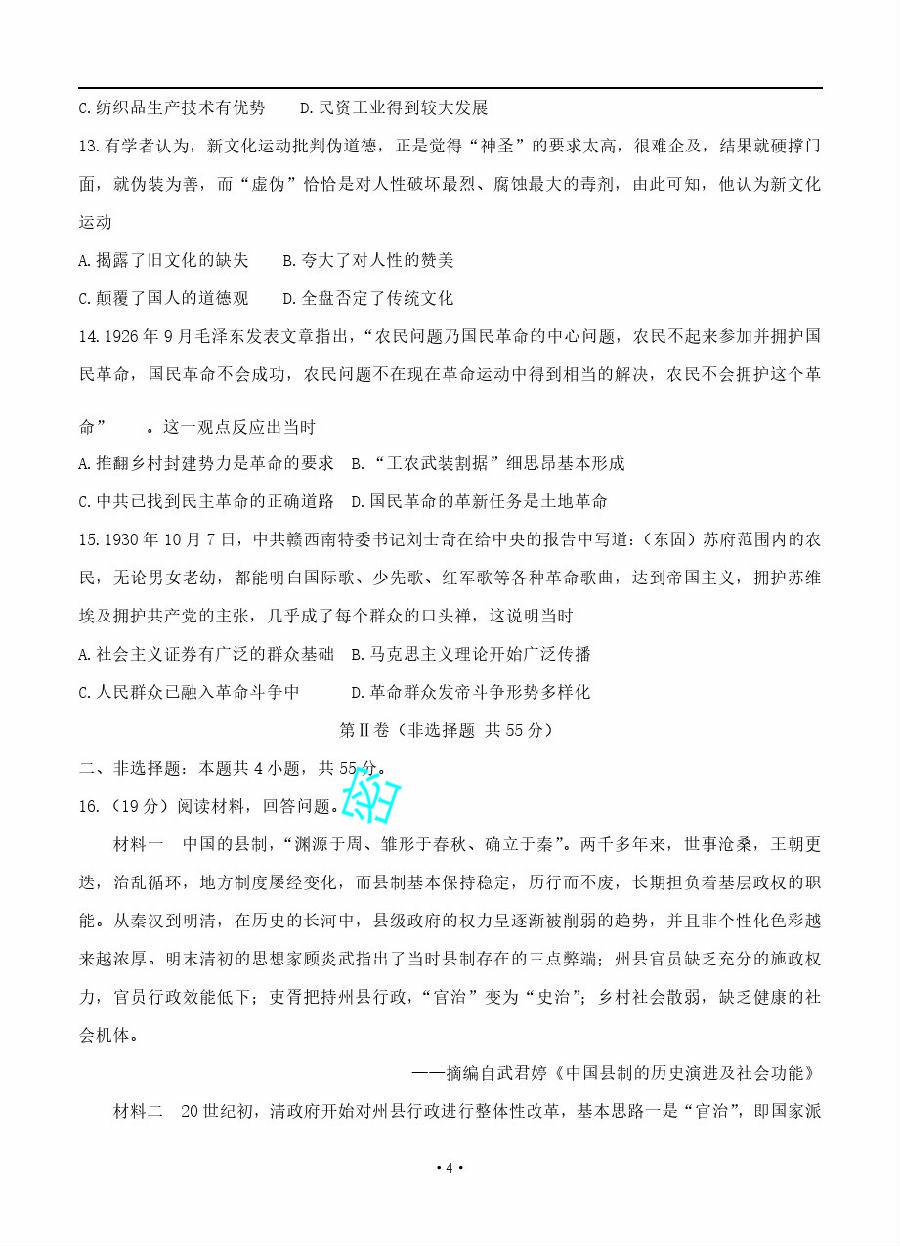 C.纺织品生产技术有优势 D.民资工业得到较大发展
13.有学者认为，新文化运动批判伪道德，正是觉得“神圣”的要求太高，很难企及，结果就硬撑门
面，就伪装为善，而“虚伪”恰恰是对人性破坏最烈、腐蚀最大的毒剂，由此可知，他认为新文化
运动
A.揭露了旧文化的缺失 B.夸大了对人性的赞美
C.颠覆了国人的道德观 D.全盘否定了传统文化
14.1926年9月毛泽东发表文章指出，“农民问题乃国民革命的中心问题，农民不起来参加并拥护国
民革命，国民革命不会成功，农民问题不在现在革命运动中得到相当的解决，农民不会拥护这个革
命” 。这一观点反应出当时
A.推翻乡村封建势力是革命的要求 B.“工农武装割据”细思昂基本形成
C.中共已找到民主革命的正确道路 D.国民革命的革新任务是土地革命
15.1930年10月7日，中共赣西南特委书记刘士奇在给中央的报告中写道：（东固）苏府范围内的农
民，无论男女老幼，都能明白国际歌、少先歌、红军歌等各种革命歌曲，达到帝国主义，拥护苏维
埃及拥护共产党的主张，几乎成了每个群众的口头禅，这说明当时
A.社会主义证券有广泛的群众基础 B.马克思主义理论开始广泛传播
C.人民群众已融入革命斗争中 D.革命群众发帝斗争形势多样化
第Ⅱ卷（非选择题 共55分）
二、非选择题：本题共4小题，共55分。
16.（19分）阅读材料，回答问题。
材料一 中国的县制，“渊源于周、雏形于春秋、确立于秦”。两千多年来，世事沧桑，王朝更
迭，治乱循环，地方制度屡经变化，而县制基本保持稳定，历行而不废，长期担负着基层政权的职
能。从秦汉到明清，在历史的长河中，县级政府的权力呈逐渐被削弱的趋势，并且非个性化色彩越
来越浓厚、明末清初的思想家顾炎武指出了当时县制存在的三点弊端；州县官员缺乏充分的施政权
力，官员行政效能低下；吏胥把持州县行政，“官治”变为“史治”；乡村社会散弱，缺乏健康的社
会机体。
——摘编自武君婷《中国县制的历史演进及社会功能》
材料二 20世纪初，清政府开始对州县行政进行整体性改革，基本思路一是“官治”，即国家派
·4·